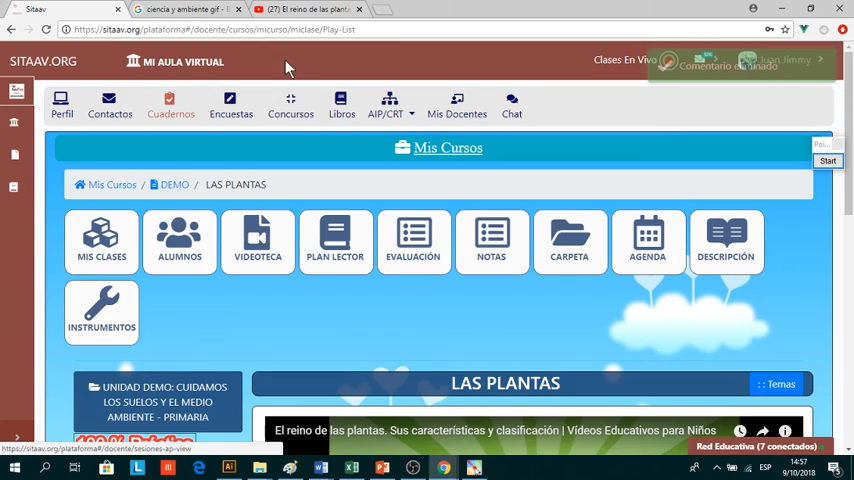 Sitaav
ciencia y ambiente gif - B
(27) El reino de las planta
https://sitaav.org/plataforma#/docente/cursos/micurso/miclase/Play-List
SITAAV.ORG
MI AULA VIRTUAL
Clases En Vivo
Juan Jimmy
Comentario eliminado
Perfil
Contactos
Cuadernos
Encuestas
Concursos
Libros
AIP/CRT
Mis Docentes
Chat
Poi...
Start
Mis Cursos
Mis Cursos / DEMO / LAS PLANTAS
MIS CLASES
ALUMNOS
VIDEOTECA
PLAN LECTOR
EVALUACIÓN
NOTAS
CARPETA
AGENDA
DESCRIPCIÓN
INSTRUMENTOS
UNIDAD DEMO: CUIDAMOS
LOS SUELOS Y EL MEDIO
AMBIENTE - PRIMARIA
LAS PLANTAS
: : Temas
El reino de las plantas. Sus características y clasificación | Vídeos Educativos para Niños
https://sitaav.org/plataforma#/docente/sesiones-ap-view
Red Educativa (7 conectados)
ESP
14:57
9/10/2018